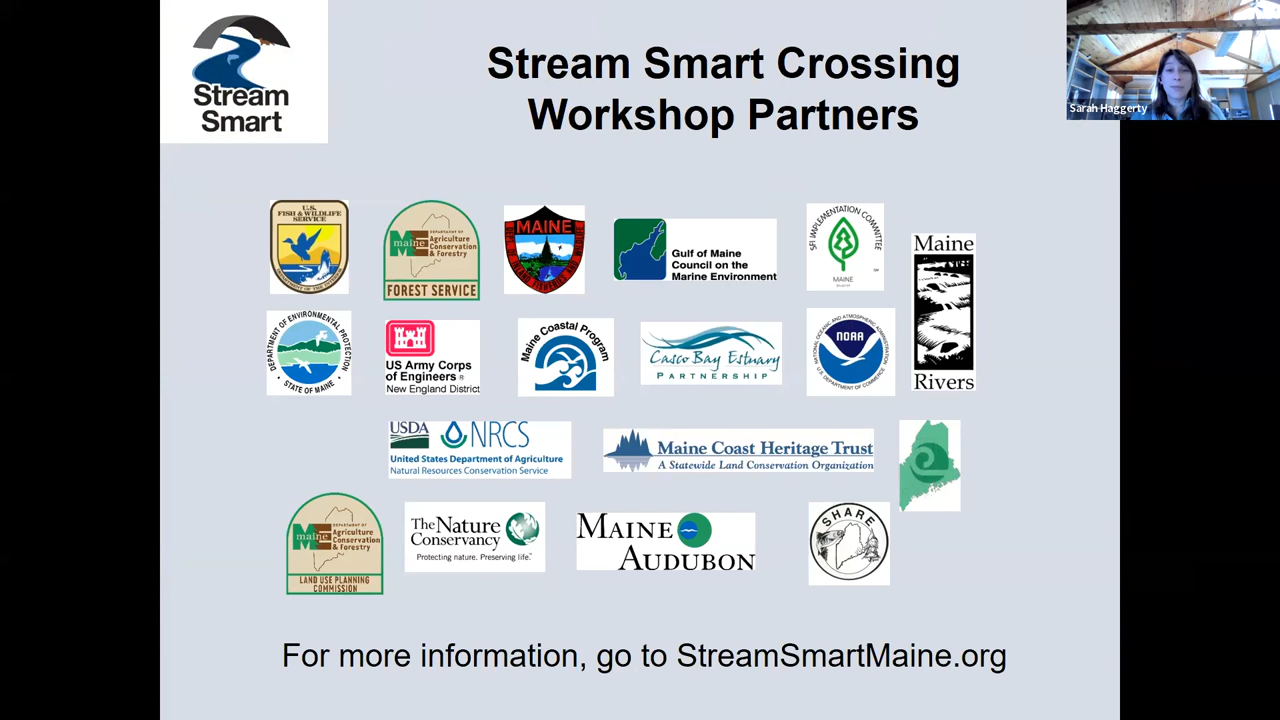 Stream
Smart
Stream Smart Crossing
Workshop Partners
Sarah Haggerty
U.S.
FISH & WILDLIFE
SERVICE
DEPARTMENT OF
maine
Agriculture
Conservation
& Forestry
FOREST SERVICE
MAINE
Gulf of Maine
Council on the
Marine Environment
SFI IMPLEMENTATION COMMITTEE
MAINE
Maine
Rivers
DEPARTMENT OF ENVIRONMENTAL PROTECTION
STATE OF MAINE
US Army Corps
of Engineers ®
New England District
Maine Coastal Program
Casco Bay Estuary
PARTNERSHIP
NATIONAL OCEANIC AND ATMOSPHERIC ADMINISTRATION
NOAA
U.S. DEPARTMENT OF COMMERCE
USDA NRCS
United States Department of Agriculture
Natural Resources Conservation Service
Maine Coast Heritage Trust
A Statewide Land Conservation Organization
DEPARTMENT OF
maine
Agriculture
Conservation
& Forestry
LAND USE PLANNING
COMMISSION
The Nature
Conservancy
Protecting nature. Preserving life.™
MAINE
AUDUBON
SHARE
For more information, go to StreamSmartMaine.org